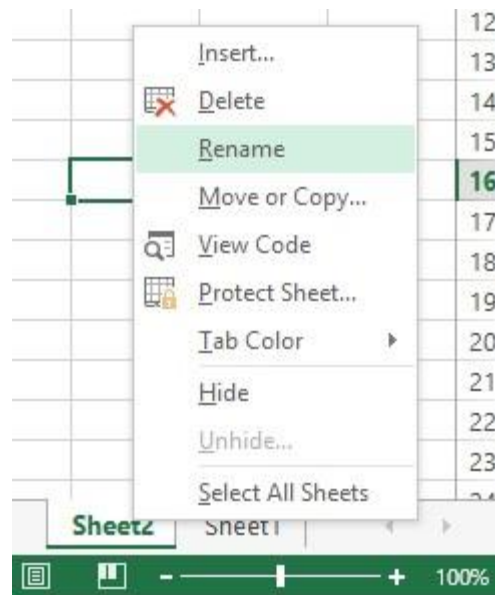 12
Insert...
13
Delete
14
Rename
15
16
Move or Copy...
17
View Code
18
Protect Sheet...
19
Tab Color
20
21
Hide
22
Unhide...
23
Select All Sheets
24
Sheet2 Sheet1
100%